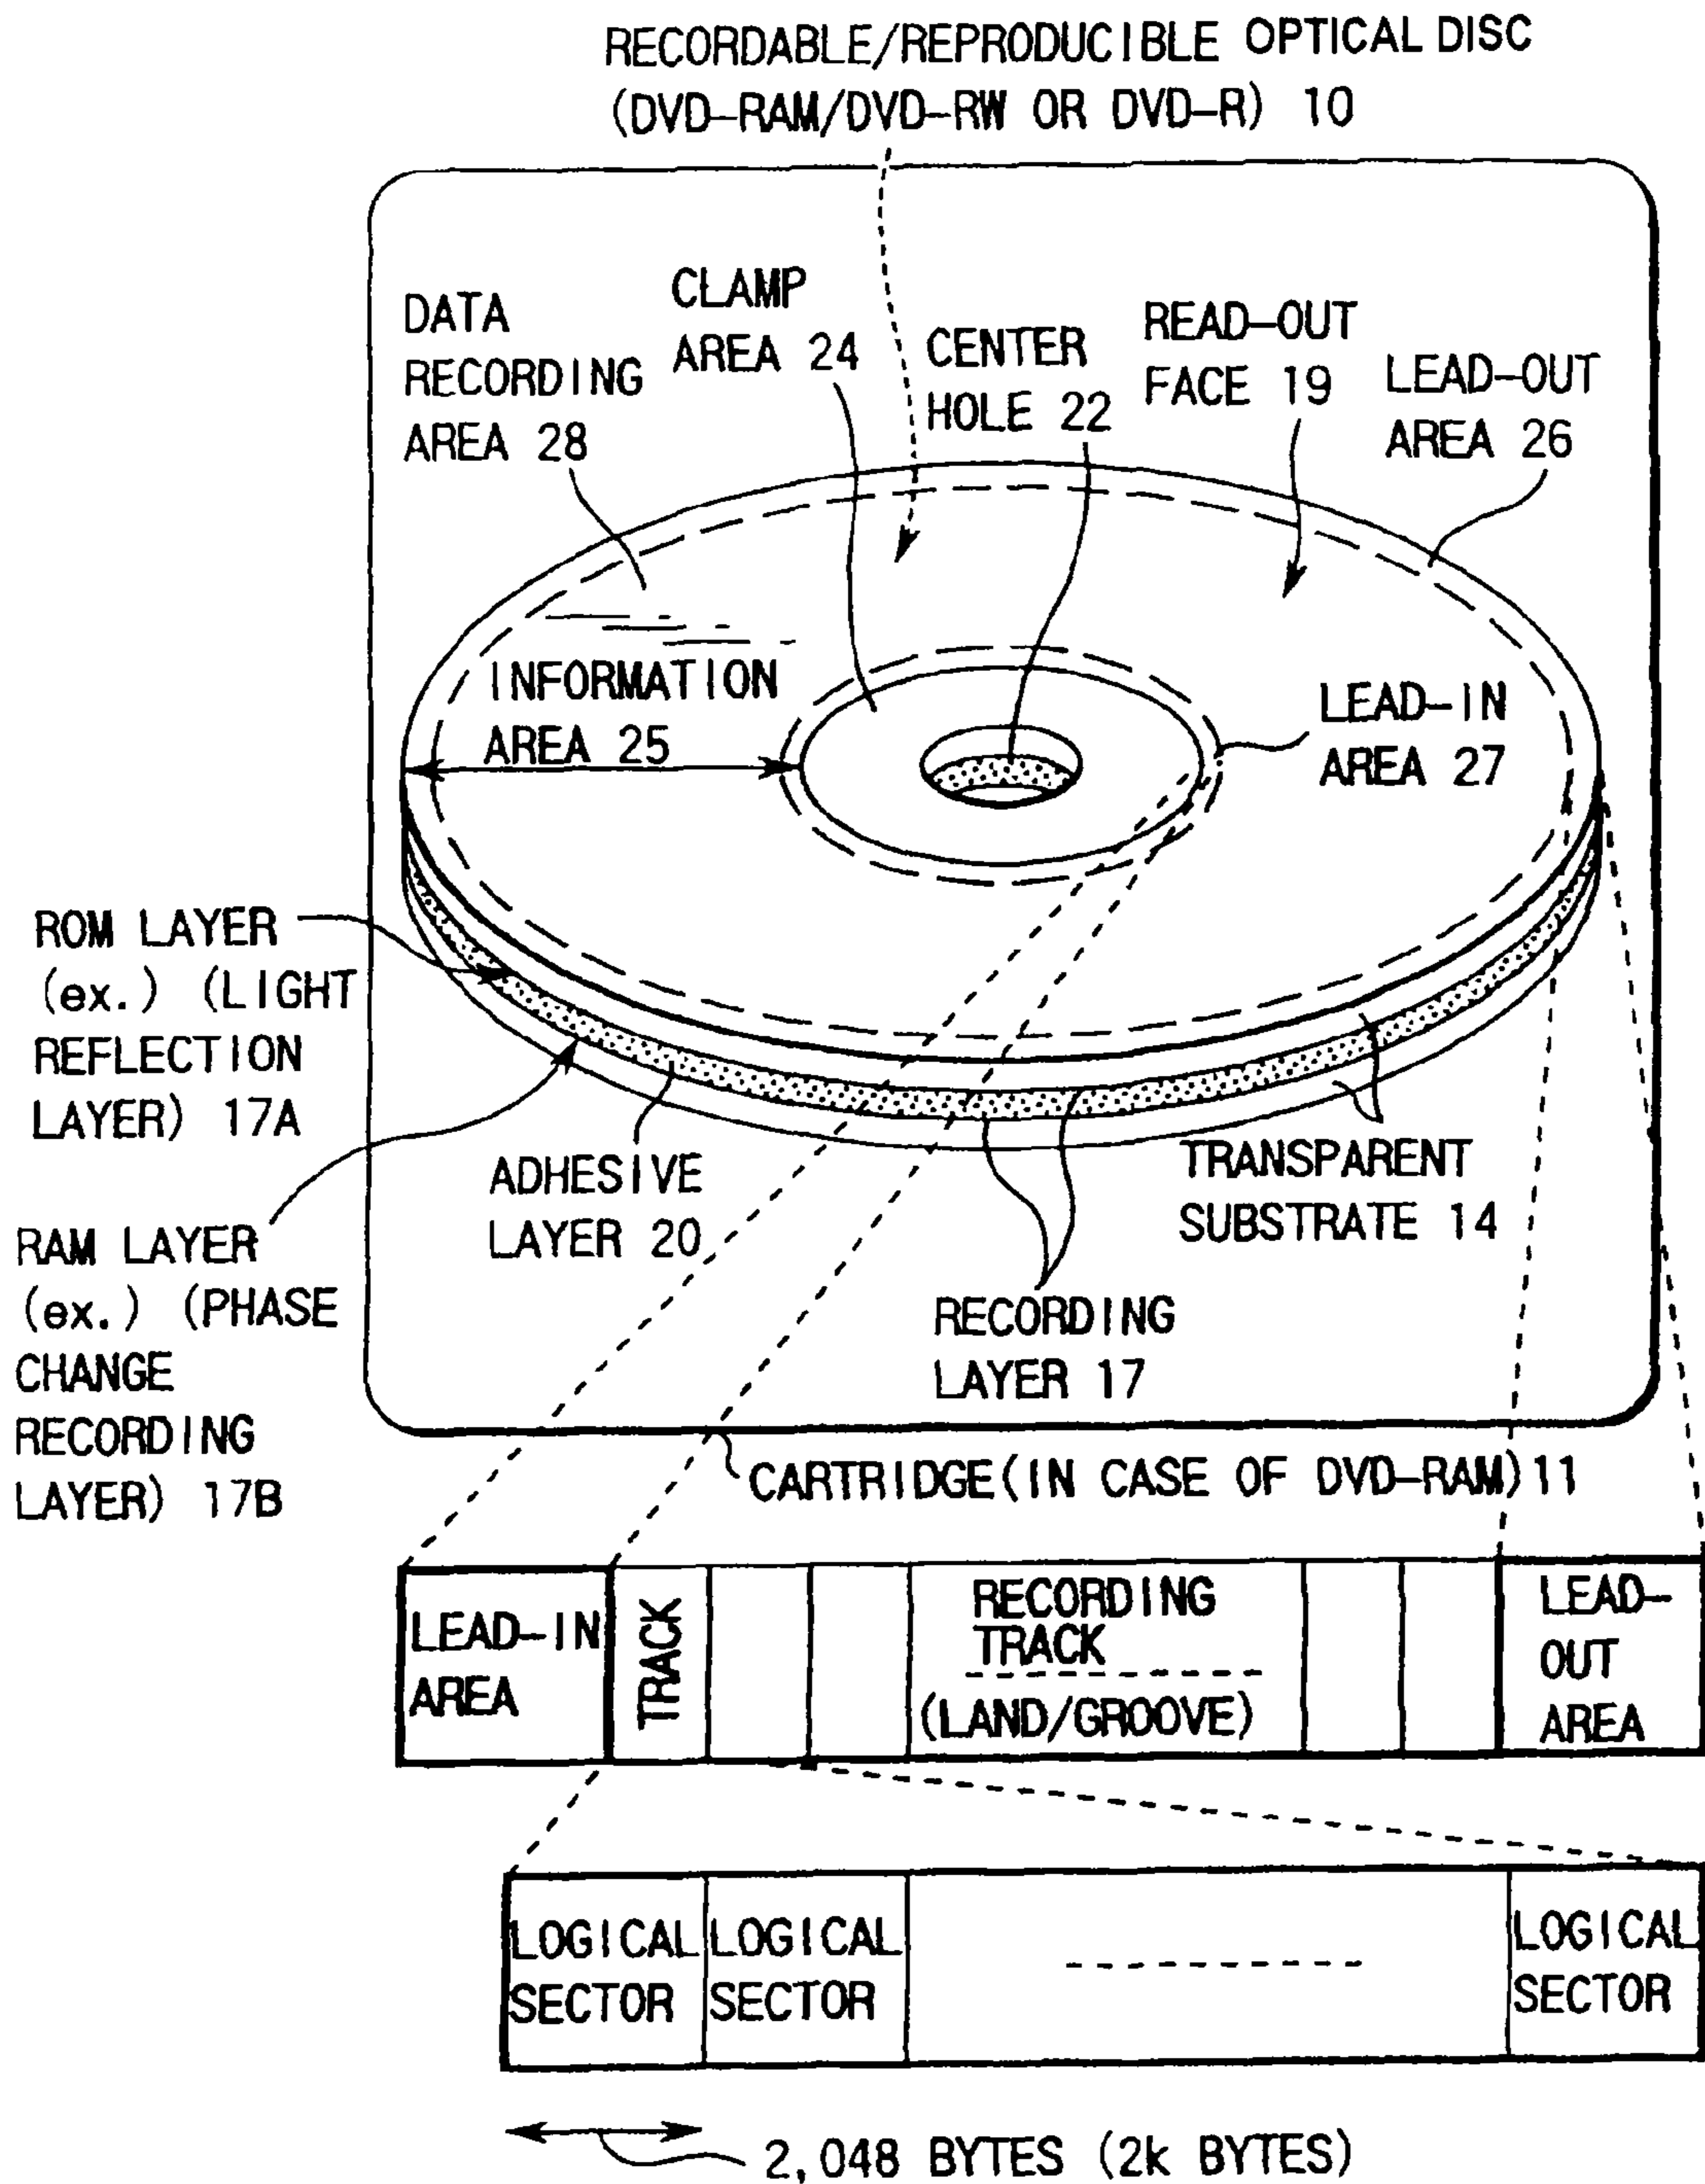 RECORDABLE/REPRODUCIBLE OPTICAL DISC
(DVD-RAM/DVD-RW OR DVD-R) 10
DATA
RECORDING
AREA 28
CLAMP
AREA 24
CENTER
HOLE 22
READ-OUT
FACE 19
LEAD-OUT
AREA 26
INFORMATION
AREA 25
LEAD-IN
AREA 27
ROM LAYER
(ex.) (LIGHT
REFLECTION
LAYER) 17A
RAM LAYER
(ex.) (PHASE
CHANGE
RECORDING
LAYER) 17B
ADHESIVE
LAYER 20
TRANSPARENT
SUBSTRATE 14
RECORDING
LAYER 17
CARTRIDGE(IN CASE OF DVD-RAM)11
LEAD-IN
AREA
TRACK
RECORDING
TRACK
(LAND/GROOVE)
LEAD-
OUT
AREA
LOGICAL
SECTOR
LOGICAL
SECTOR
LOGICAL
SECTOR
2,048 BYTES (2k BYTES)